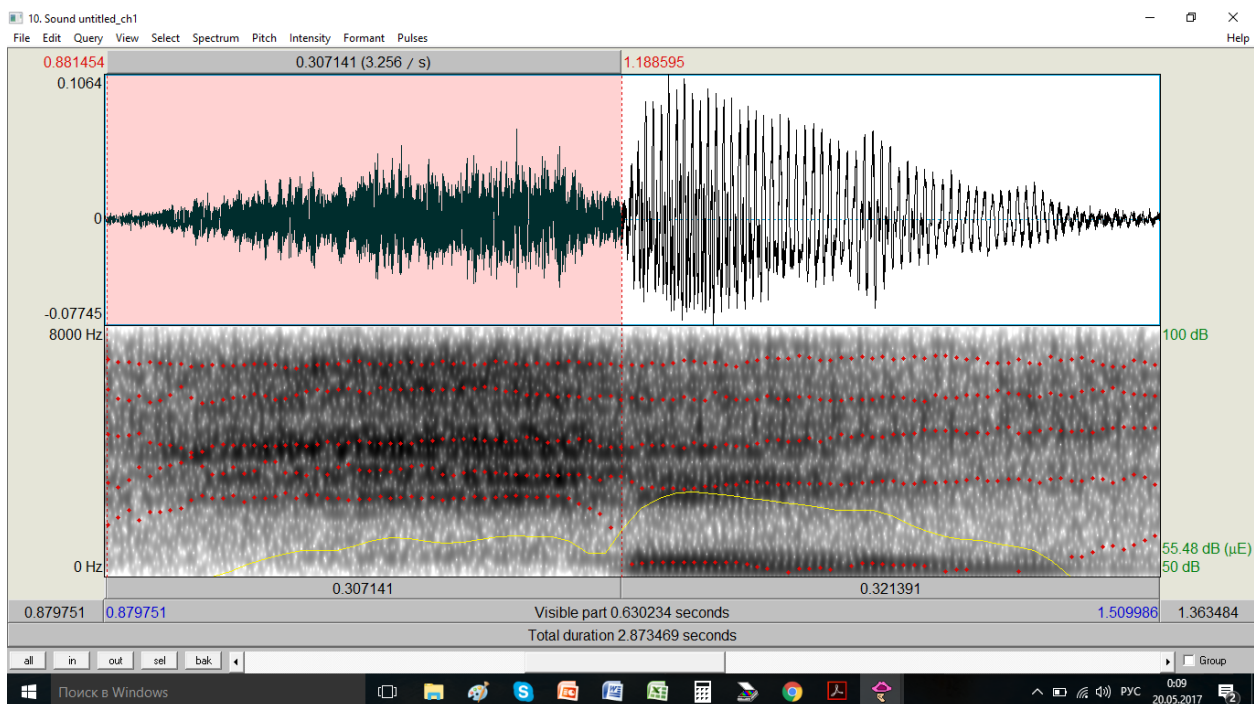 10. Sound untitled_ch1
File Edit Query View Select Spectrum Pitch Intensity Formant Pulses Help
0.881454 0.307141 (3.256 / s) 1.188595
0.1064
0
-0.07745
8000 Hz 100 dB
55.48 dB (µE)
0 Hz 50 dB
0.307141 0.321391
0.879751 0.879751 Visible part 0.630234 seconds 1.509986 1.363484
Total duration 2.873469 seconds
all in out sel bak Group
Поиск в Windows РУС 0:09
20.05.2017